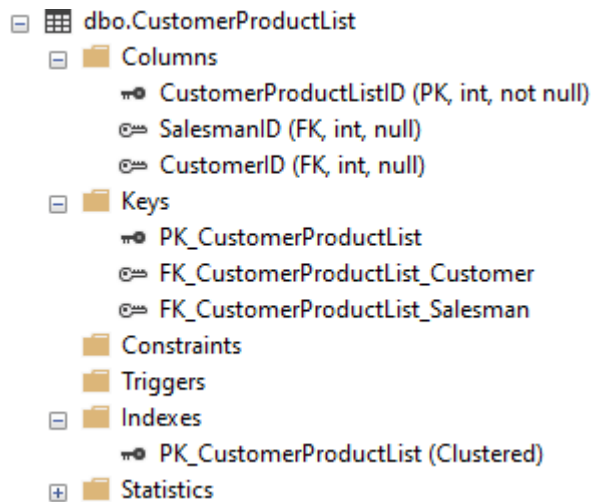 dbo.CustomerProductList
Columns
CustomerProductListID (PK, int, not null)
SalesmanID (FK, int, null)
CustomerID (FK, int, null)
Keys
PK_CustomerProductList
FK_CustomerProductList_Customer
FK_CustomerProductList_Salesman
Constraints
Triggers
Indexes
PK_CustomerProductList (Clustered)
Statistics